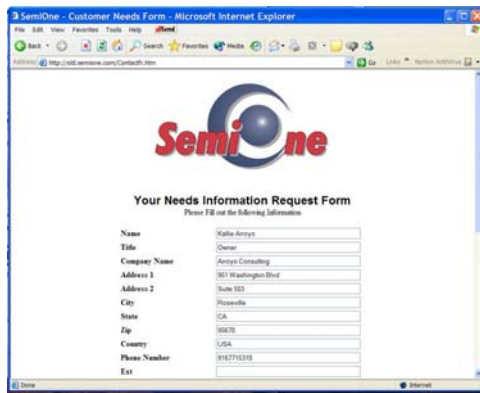 SemiOne - Customer Needs Form - Microsoft Internet Explorer
File Edit View Favorites Tools Help
Back Search Favorites Media
Address http://old.semione.com/Contactfr.htm Go Links Norton AntiVirus
SemiOne
Your Needs Information Request Form
Please Fill out the following Information
Name Kallie Arroyo
Title Owner
Company Name Arroyo Consulting
Address 1 951 Washington Blvd
Address 2 Suite 503
City Roseville
State CA
Zip 95678
Country USA
Phone Number 9167715318
Ext
Done Internet